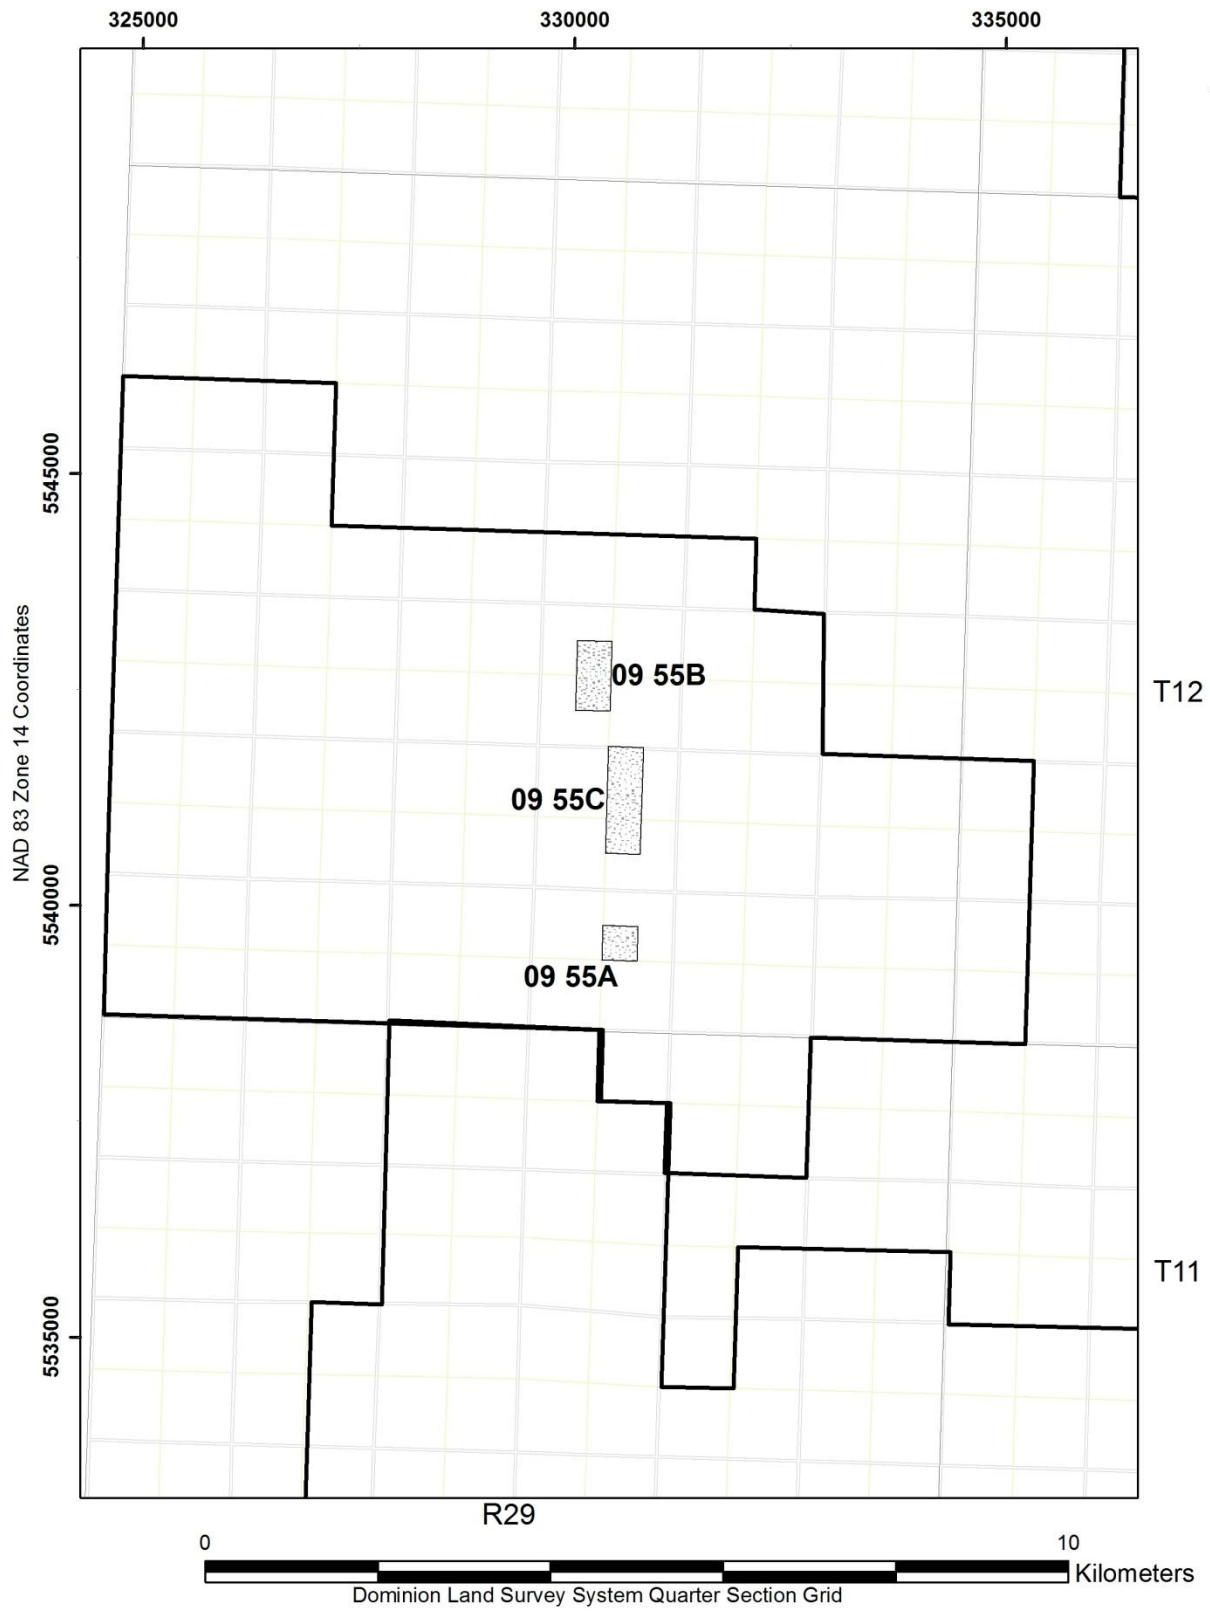 325000 330000 335000
5545000
09 55B
NAD 83 Zone 14 Coordinates
T12
09 55C
5540000
09 55A
T11
5535000
R29
0 10
Kilometers
Dominion Land Survey System Quarter Section Grid